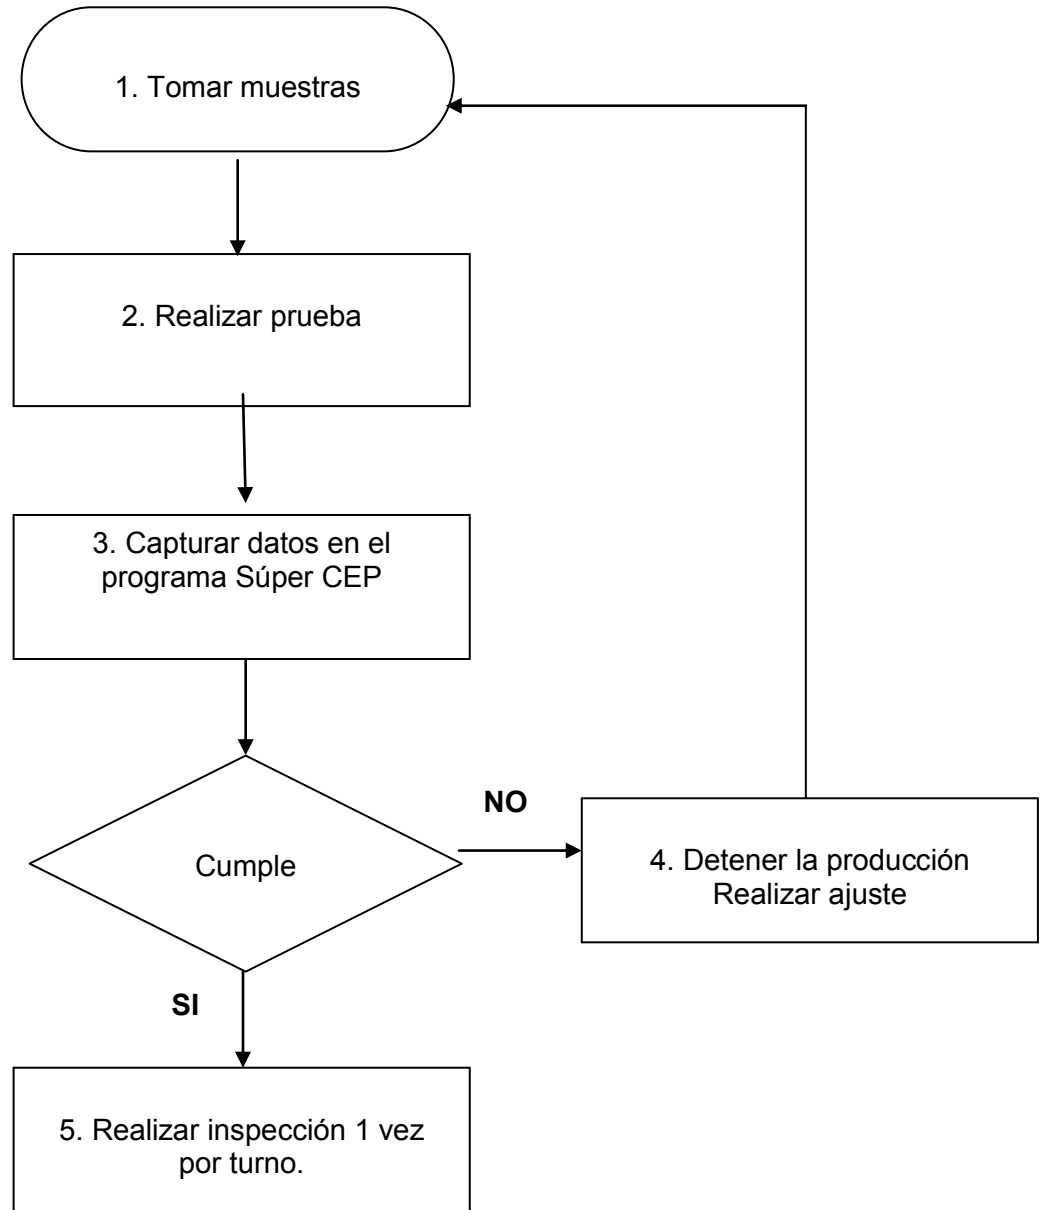 1. Tomar muestras
2. Realizar prueba
3. Capturar datos en el
programa Súper CEP
Cumple
NO
4. Detener la producción
Realizar ajuste
SI
5. Realizar inspección 1 vez
por turno.